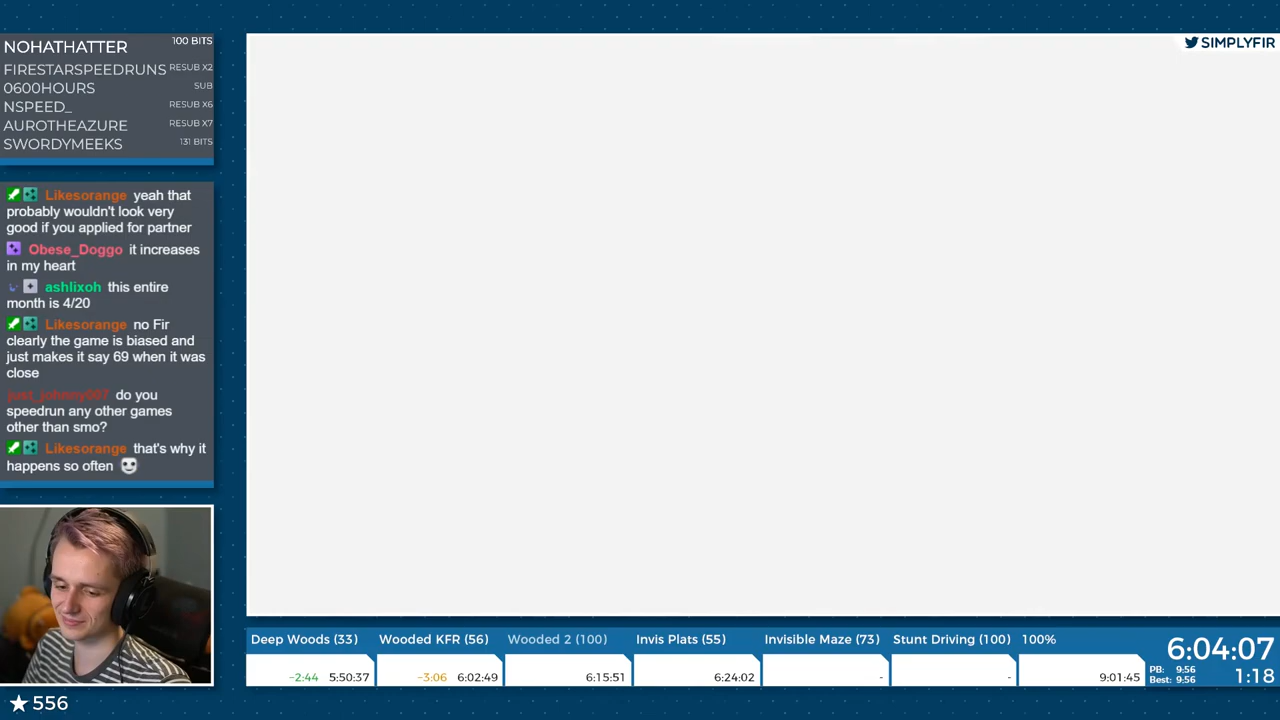 NOHATHATTER 100 BITS
FIRESTARSPEEDRUNS RESUB X2
0600HOURS SUB
NSPEED_ RESUB X6
AUROTHEAZURE RESUB X7
SWORDYMEEKS 131 BITS
SIMPLYFIR
Likesorange yeah that
probably wouldn't look very
good if you applied for partner
Obese_Doggo it increases
in my heart
ashlixoh this entire
month is 4/20
Likesorange no Fir
clearly the game is biased and
just makes it say 69 when it was
close
just_johnny007 do you
speedrun any other games
other than smo?
Likesorange that's why it
happens so often
Deep Woods (33) Wooded KFR (56) Wooded 2 (100) Invis Plats (55) Invisible Maze (73) Stunt Driving (100) 100%
−2:44 5:50:37 −3:06 6:02:49 6:15:51 6:24:02 - - 9:01:45
6:04:07
PB: 9:56
Best: 9:56
1:18
★ 556